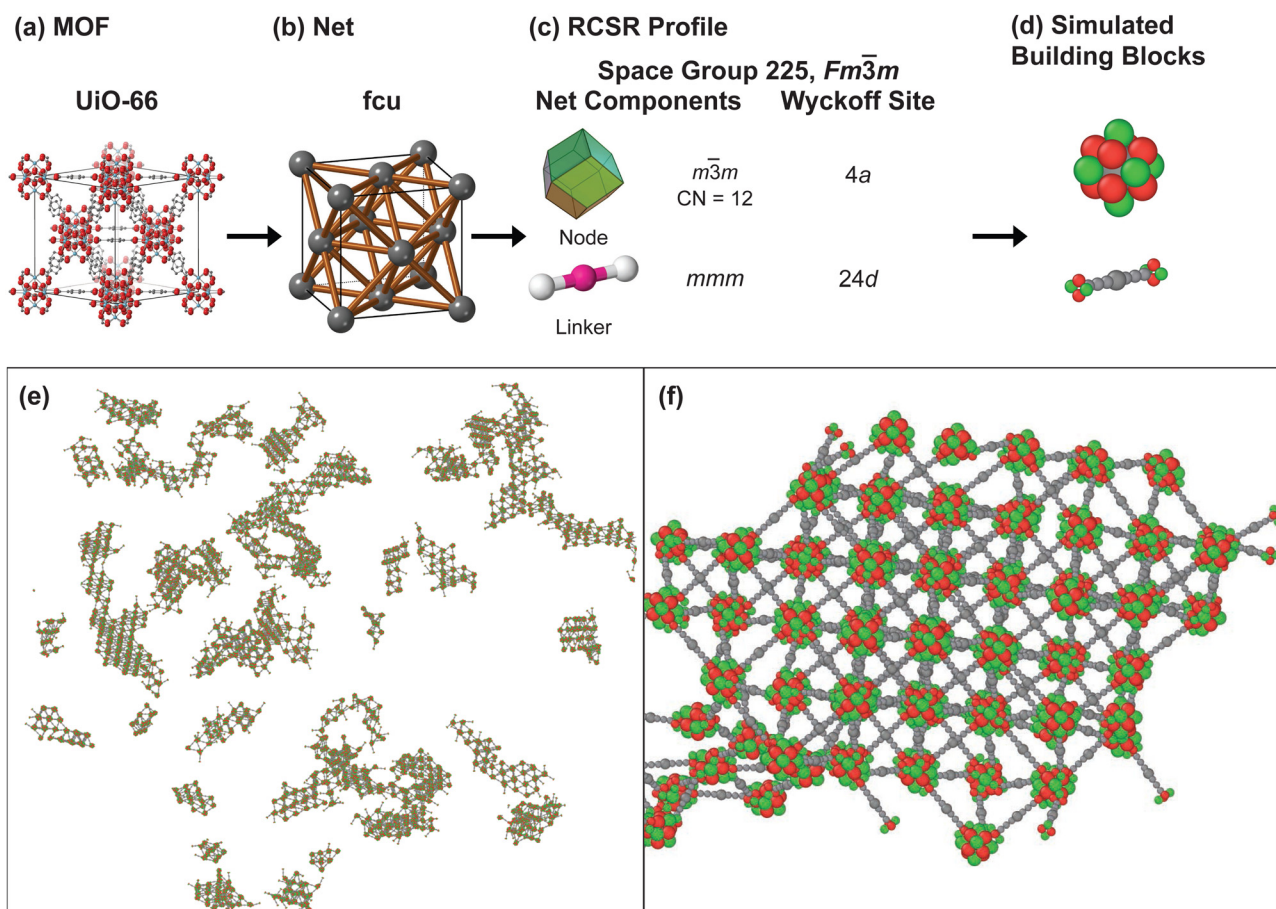 (a) MOF
(b) Net
(c) RCSR Profile
(d) Simulated
Building Blocks
Space Group 225, Fm3̅m
UiO-66
fcu
Net Components
Wyckoff Site
m3̅m
CN = 12
4a
Node
mmm
24d
Linker
(e)
(f)